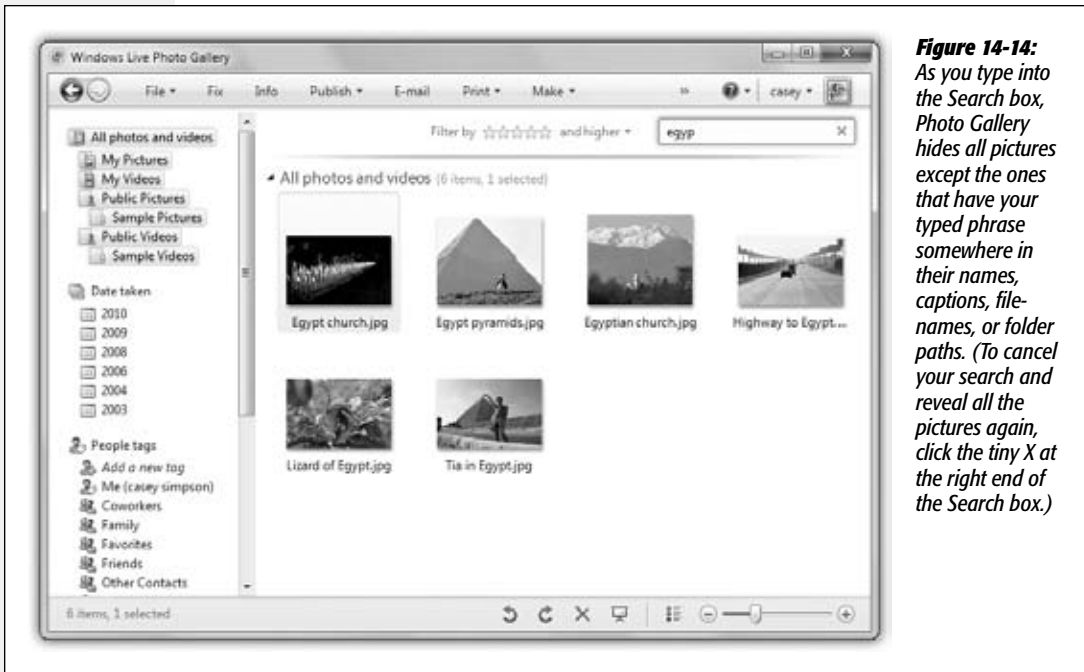 Windows Live Photo Gallery
File Fix Info Publish E-mail Print Make » casey
All photos and videos
My Pictures
My Videos
Public Pictures
Sample Pictures
Public Videos
Sample Videos
Date taken
2010
2009
2008
2006
2004
2003
People tags
Add a new tag
Me (casey simpson)
Coworkers
Family
Favorites
Friends
Other Contacts
Filter by and higher
egyp
All photos and videos (6 items, 1 selected)
Egypt church.jpg
Egypt pyramids.jpg
Egyptian church.jpg
Highway to Egypt....
Lizard of Egypt.jpg
Tia in Egypt.jpg
6 items, 1 selected
Figure 14-14:
As you type into
the Search box,
Photo Gallery
hides all pictures
except the ones
that have your
typed phrase
somewhere in
their names,
captions, file-
names, or folder
paths. (To cancel
your search and
reveal all the
pictures again,
click the tiny X at
the right end of
the Search box.)